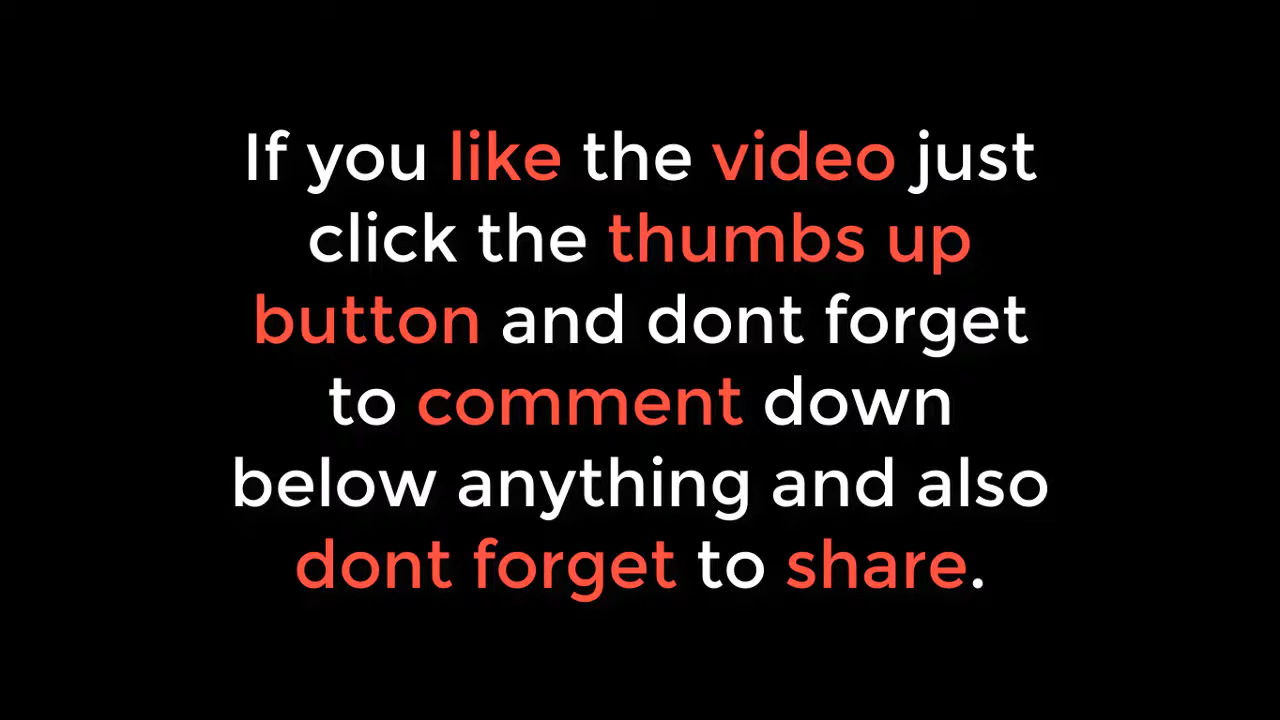 If you like the video just
click the thumbs up
button and dont forget
to comment down
below anything and also
dont forget to share.